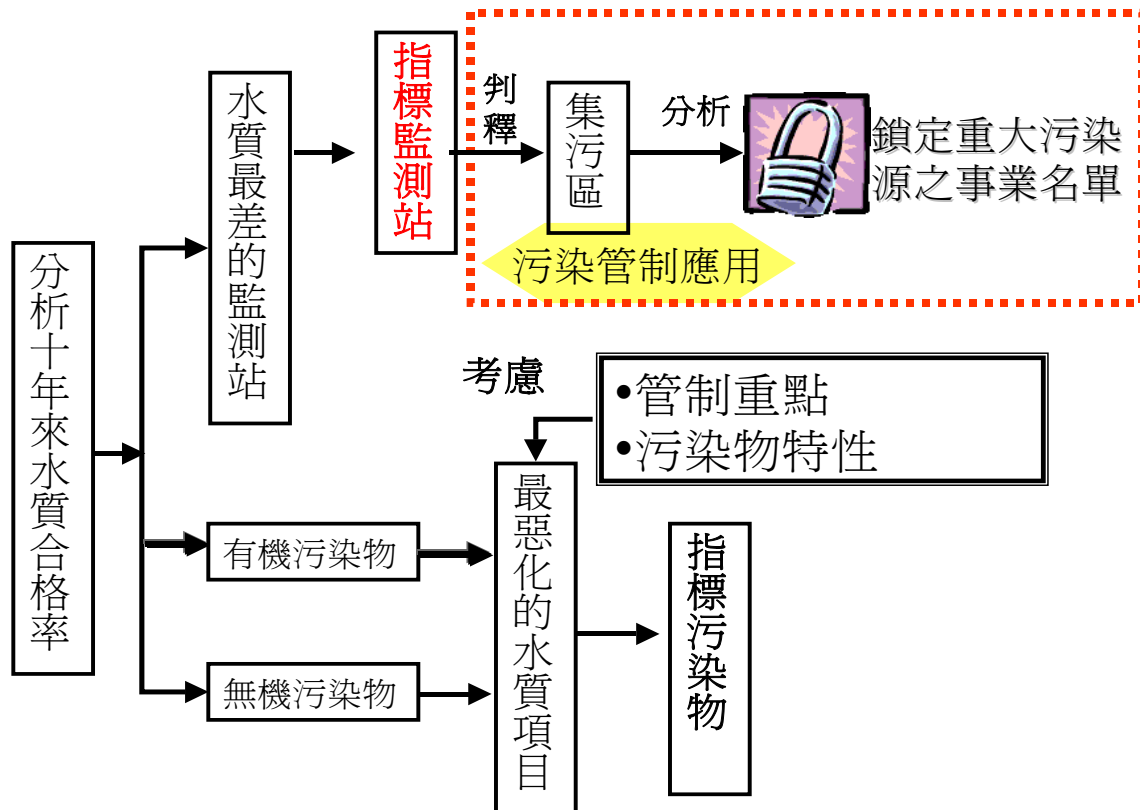 分析十年來水質合格率
水質最差的監測站
指標監測站
判釋
集污區
分析
鎖定重大污染
源之事業名單
污染管制應用
考慮
•管制重點
•污染物特性
有機污染物
無機污染物
最惡化的水質項目
指標污染物